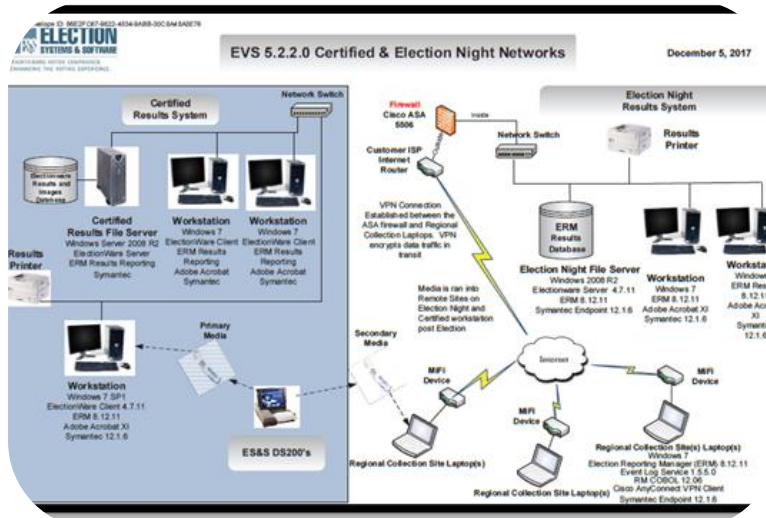 ELECTION
SYSTEMS & SOFTWARE
EVS 5.2.2.0 Certified & Election Night Networks
December 5, 2017
Certified
Results System
Network Switch
Electionware
Results and
Images
Database
Certified
Results File Server
Windows Server 2008 R2
ElectionWare Server
ERM Results Reporting
Symantec
Workstation
Windows 7
ElectionWare Client
ERM Results
Reporting
Adobe Acrobat
Symantec
Workstation
Windows 7
ElectionWare Client
ERM Results
Reporting
Adobe Acrobat
Symantec
Results
Printer
Workstation
Windows 7 SP1
ElectionWare Client 4.7.11
ERM 8.12.11
Adobe Acrobat XI
Symantec 12.1.6
Primary
Media
ES&S DS200's
Secondary
Media
Firewall
Cisco ASA
5506
Inside
Outside
Customer ISP
Internet
Router
Network Switch
Election Night
Results System
Results
Printer
VPN Connection
Established between the
ASA firewall and Regional
Collection Laptops. VPN
encrypts data traffic in
transit
Media is ran into
Remote Sites on
Election Night and
Certified workstation
post Election
ERM
Results
Database
Election Night File Server
Windows 2008 R2
Electionware Server 4.7.11
ERM 8.12.11
Symantec Endpoint 12.1.6
Workstation
Windows 7
ERM 8.12.11
Adobe Acrobat XI
Symantec 12.1.6
Internet
MiFi
Device
Regional Collection Site Laptop(s)
MiFi
Device
Regional Collection Site Laptop(s)
MiFi
Device
Regional Collection Site(s) Laptop(s)
Windows 7
Election Reporting Manager (ERM) 8.12.11
Event Log Service 1.5.5.0
RM COBOL 12.06
Cisco AnyConnect VPN Client
Symantec Endpoint 12.1.6